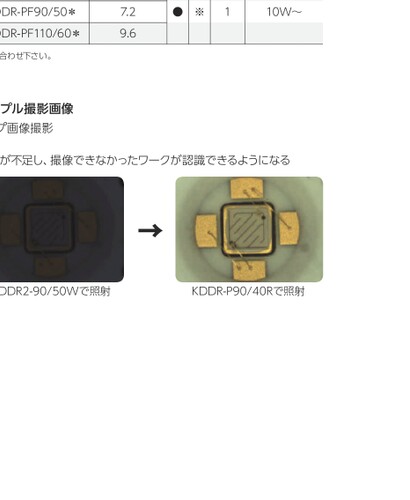 DDR-PF90/50＊ 7.2 ● ※ 1 10W～
DDR-PF110/60＊ 9.6
合わせ下さい。
プル撮影画像
プ画像撮影
が不足し、撮像できなかったワークが認識できるようになる
→
DDR2-90/50Wで照射 KDDR-P90/40Rで照射